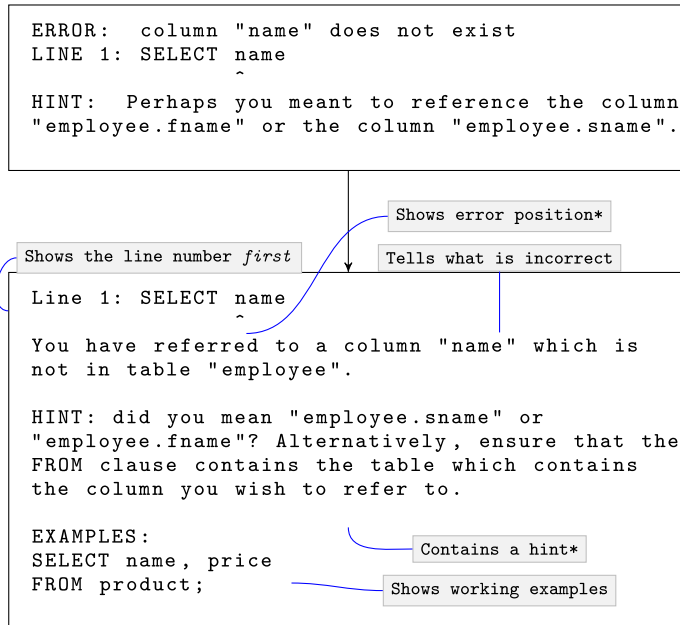 ERROR:  column "name" does not exist
LINE 1: SELECT name
^
HINT:  Perhaps you meant to reference the column
"employee.fname" or the column "employee.sname".
Shows error position*
Shows the line number first
Tells what is incorrect
Line 1: SELECT name
^
You have referred to a column "name" which is
not in table "employee".
HINT: did you mean "employee.sname" or
"employee.fname"? Alternatively, ensure that the
FROM clause contains the table which contains
the column you wish to refer to.
EXAMPLES:
SELECT name, price
FROM product;
Contains a hint*
Shows working examples